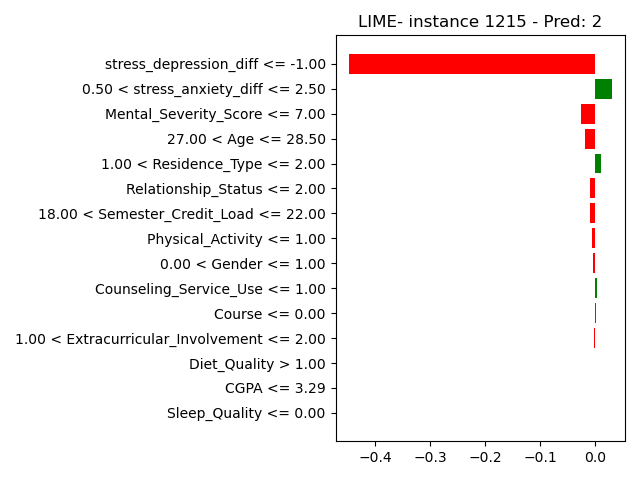 LIME- instance 1215 - Pred: 2
stress_depression_diff <= -1.00
0.50 < stress_anxiety_diff <= 2.50
Mental_Severity_Score <= 7.00
27.00 < Age <= 28.50
1.00 < Residence_Type <= 2.00
Relationship_Status <= 2.00
18.00 < Semester_Credit_Load <= 22.00
Physical_Activity <= 1.00
0.00 < Gender <= 1.00
Counseling_Service_Use <= 1.00
Course <= 0.00
1.00 < Extracurricular_Involvement <= 2.00
Diet_Quality > 1.00
CGPA <= 3.29
Sleep_Quality <= 0.00
−0.4 −0.3 −0.2 −0.1 0.0